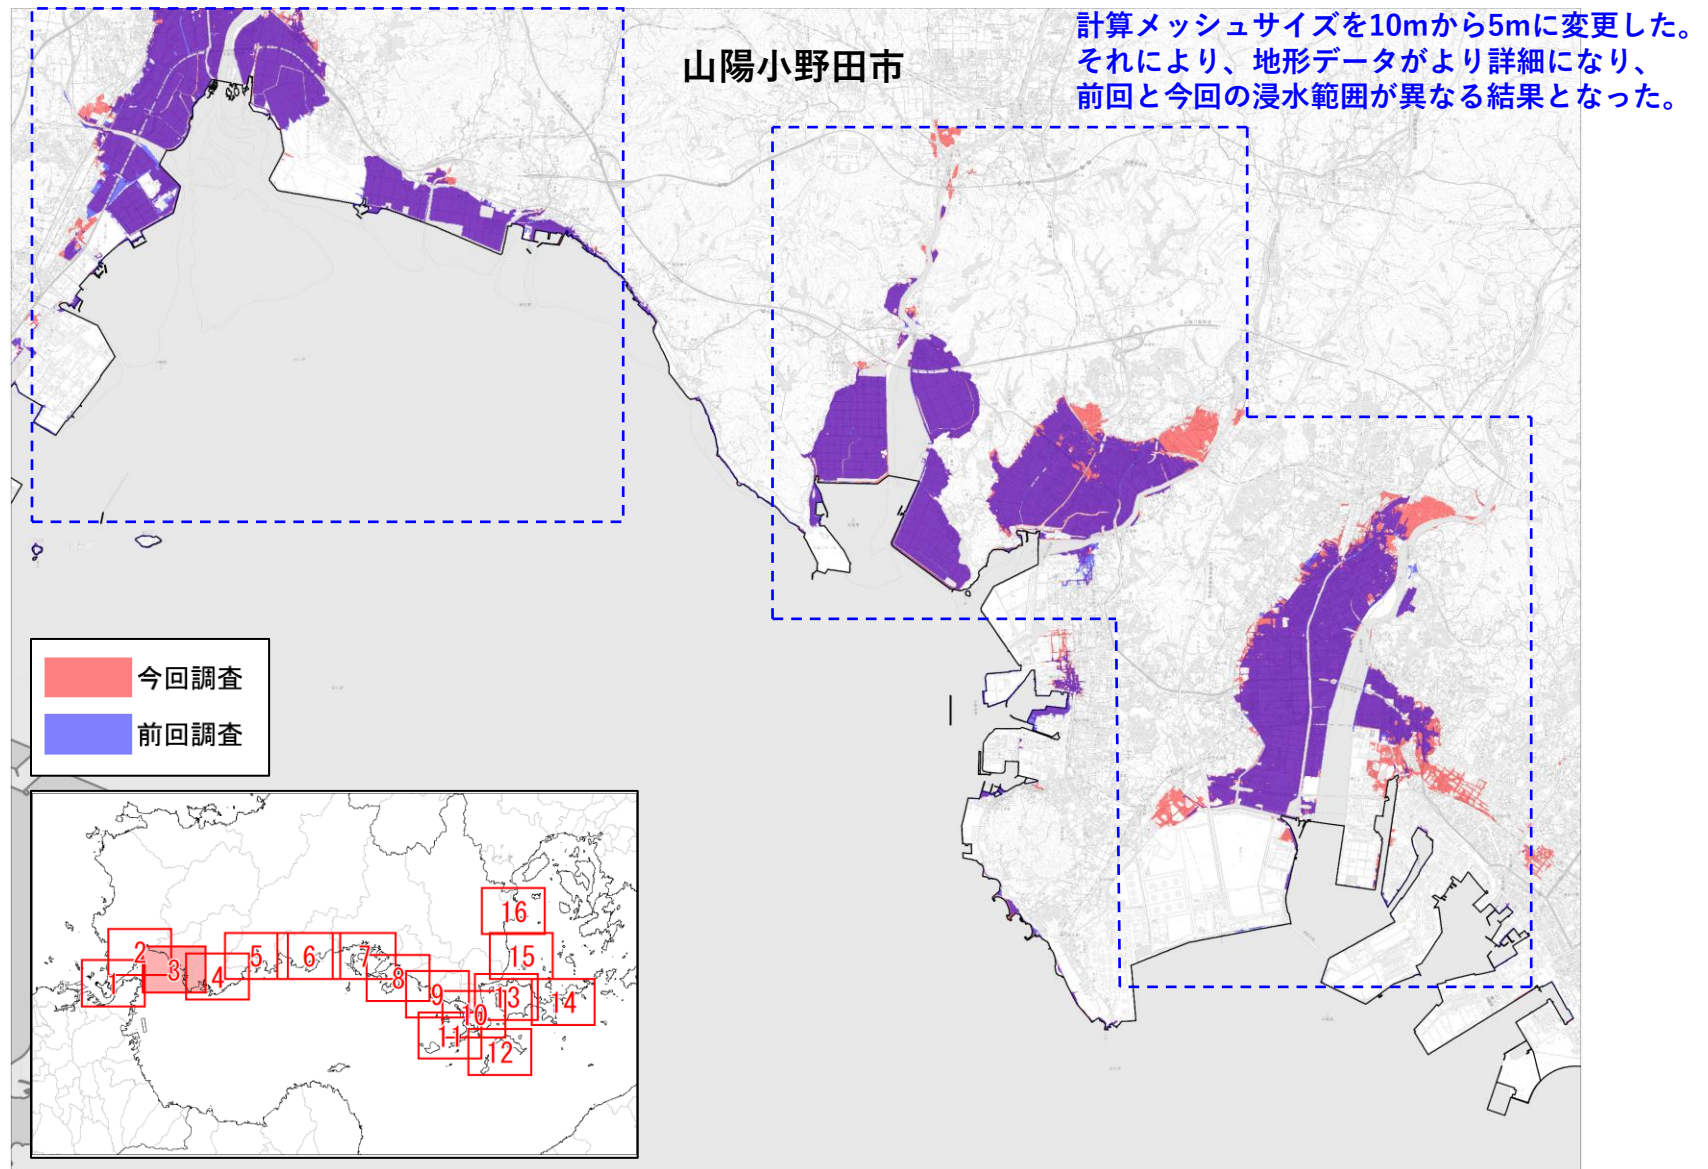 計算メッシュサイズを10mから5mに変更した。
それにより、地形データがより詳細になり、
前回と今回の浸水範囲が異なる結果となった。
山陽小野田市
今回調査
前回調査
1
2
3
4
5
6
7
8
9
10
11
12
13
14
15
16